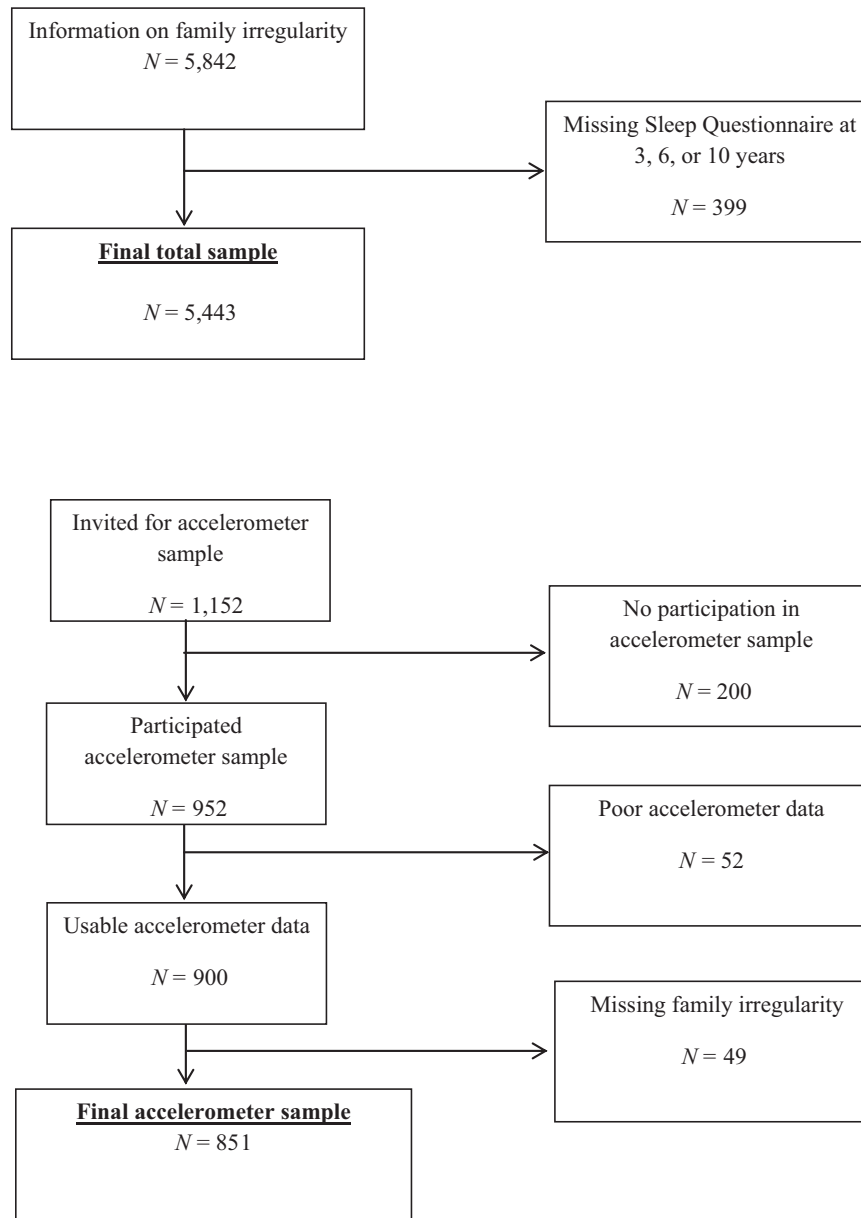 Information on family irregularity
N = 5,842
Missing Sleep Questionnaire at
3, 6, or 10 years
N = 399
Final total sample
N = 5,443
Invited for accelerometer
sample
N = 1,152
No participation in
accelerometer sample
N = 200
Participated
accelerometer sample
N = 952
Poor accelerometer data
N = 52
Usable accelerometer data
N = 900
Missing family irregularity
N = 49
Final accelerometer sample
N = 851